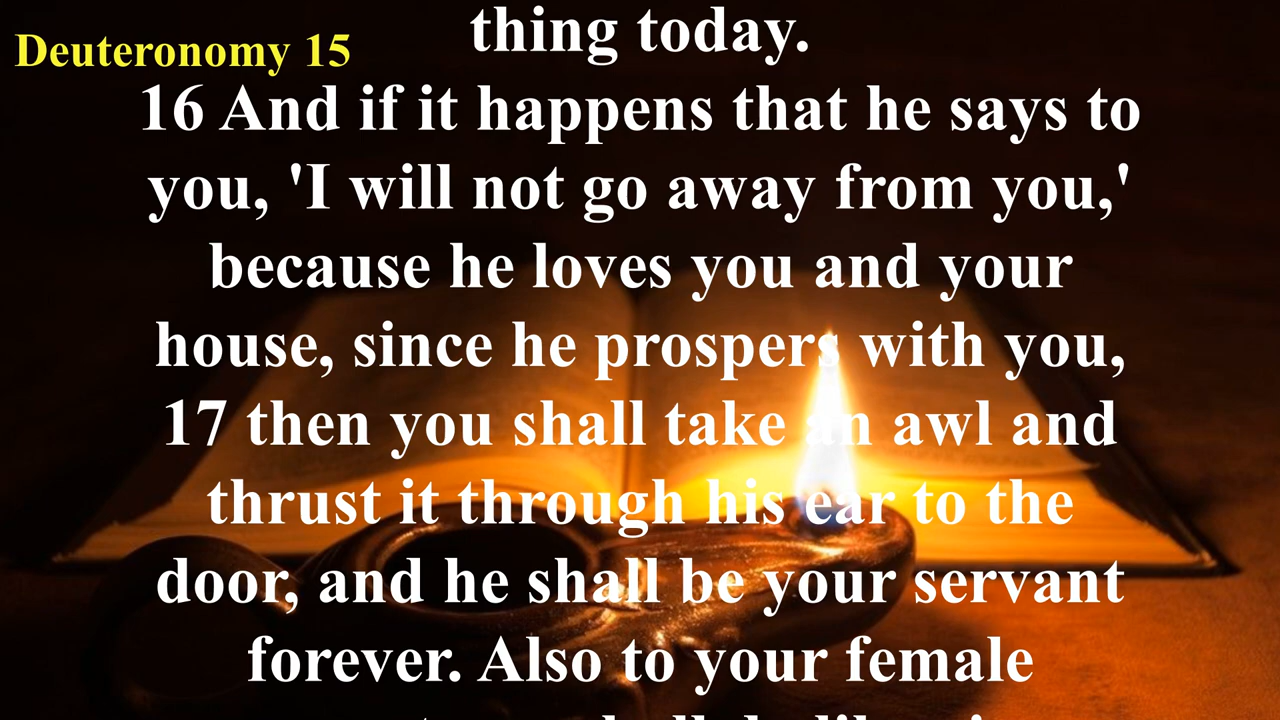 Deuteronomy 15
thing today.
16 And if it happens that he says to
you, 'I will not go away from you,'
because he loves you and your
house, since he prospers with you,
17 then you shall take an awl and
thrust it through his ear to the
door, and he shall be your servant
forever. Also to your female